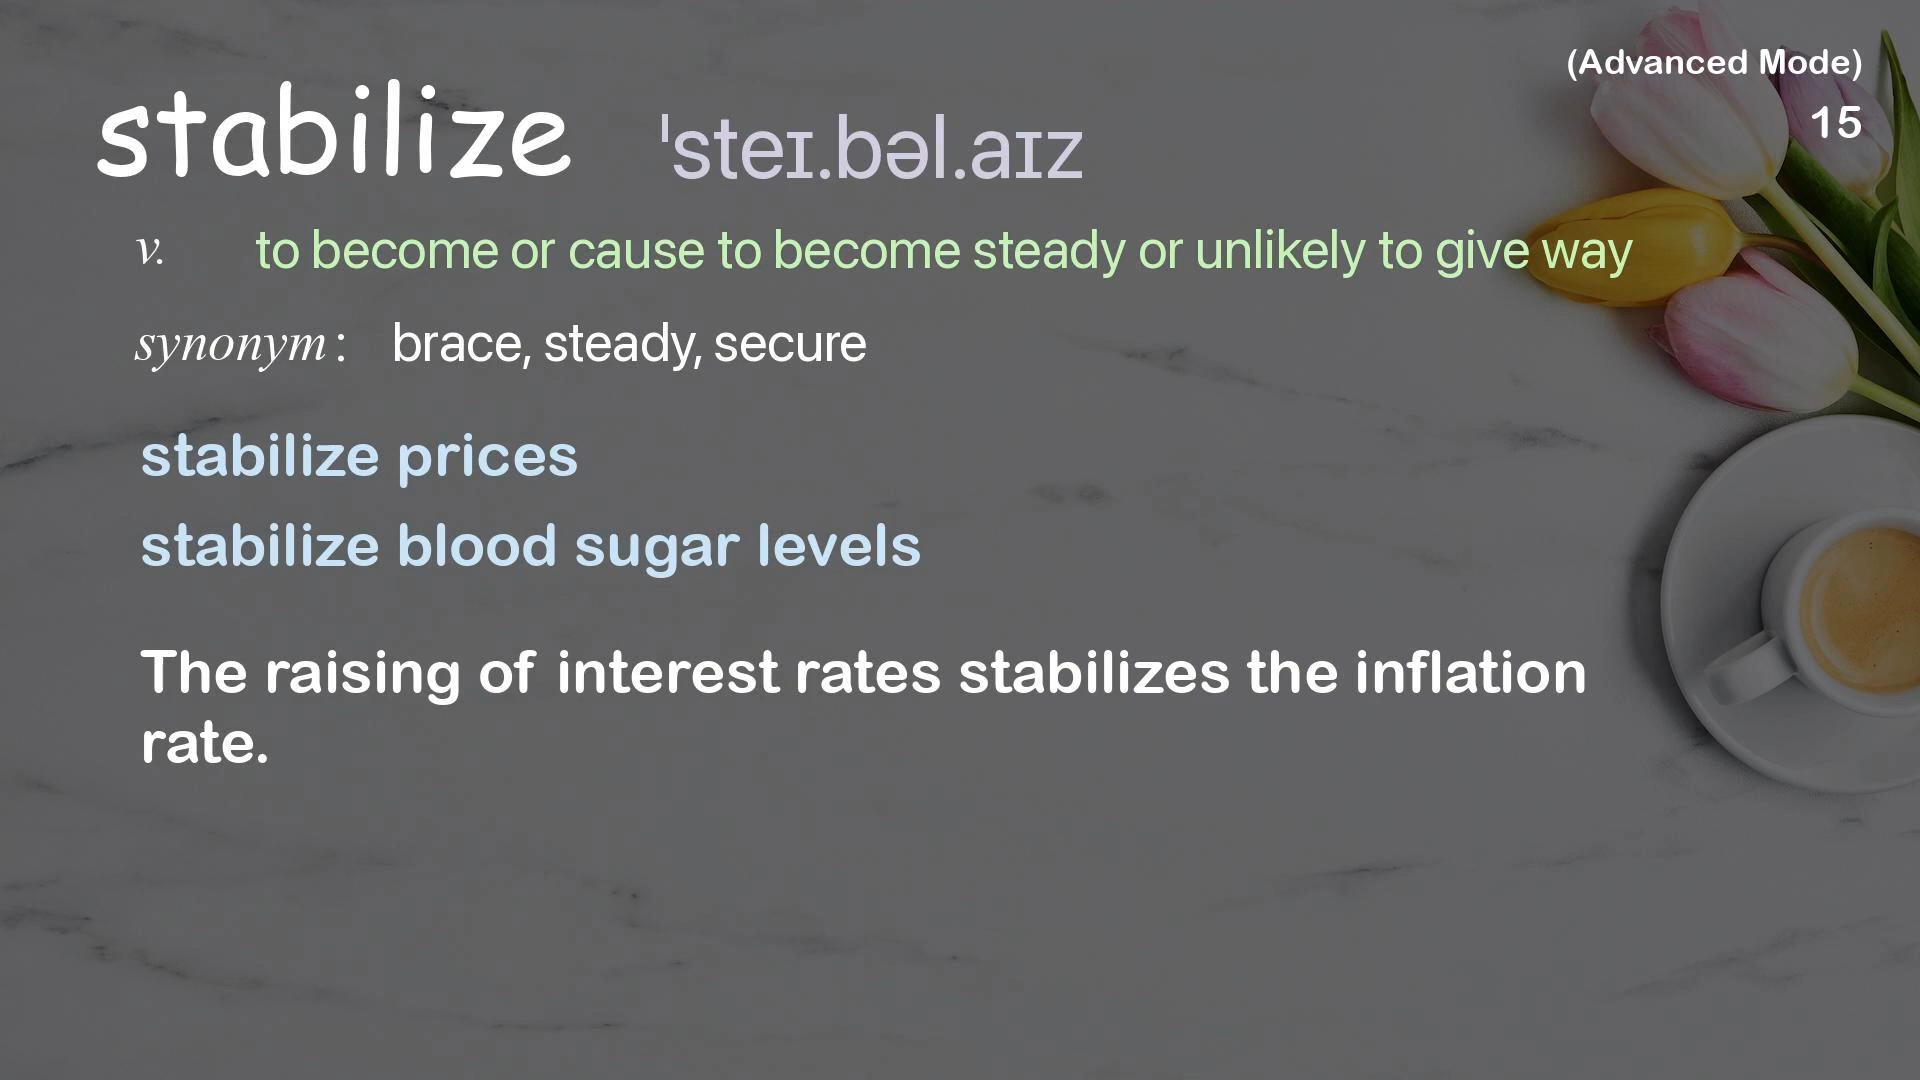 (Advanced Mode)
stabilize ˈsteɪ.bəl.aɪz
15
v. to become or cause to become steady or unlikely to give way
synonym: brace, steady, secure
stabilize prices
stabilize blood sugar levels
The raising of interest rates stabilizes the inflation
rate.